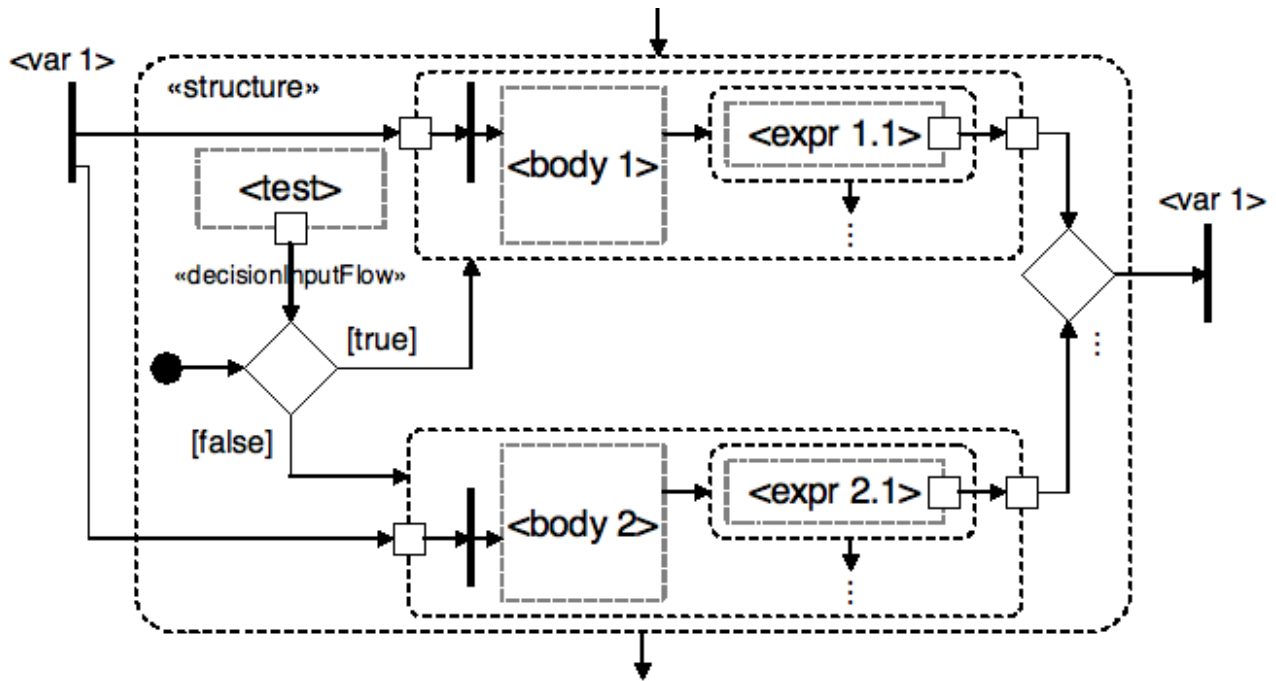 <var 1>
«structure»
<test>
«decisionInputFlow»
[true]
[false]
<body 1>
<expr 1.1>
...
<var 1>
...
<body 2>
<expr 2.1>
...